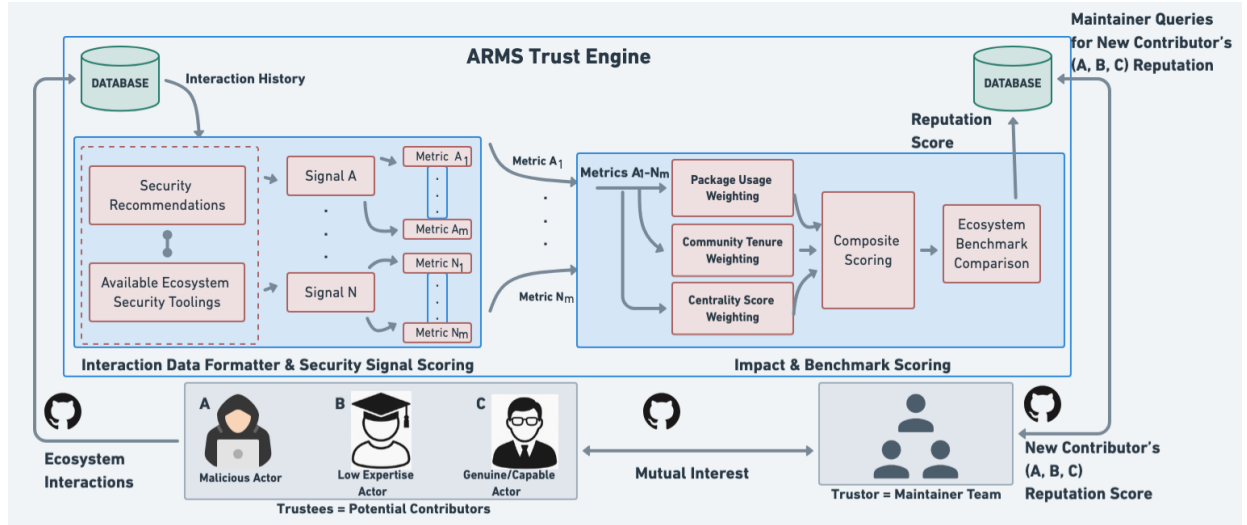 Maintainer Queries
for New Contributor's
(A, B, C) Reputation
ARMS Trust Engine
DATABASE
Interaction History
DATABASE
Reputation
Score
Security
Recommendations
Available Ecosystem
Security Toolings
Signal A
.
.
.
Signal N
Metric A1
.
.
.
Metric Am
Metric N1
.
.
.
Metric Nm
Metric A1
.
.
.
Metric Nm
Metrics A1-Nm
Package Usage
Weighting
Community Tenure
Weighting
Centrality Score
Weighting
Composite
Scoring
Ecosystem
Benchmark
Comparison
Interaction Data Formatter & Security Signal Scoring
Impact & Benchmark Scoring
Ecosystem
Interactions
A
Malicious Actor
B
Low Expertise
Actor
C
Genuine/Capable
Actor
Trustees = Potential Contributors
Mutual Interest
Trustor = Maintainer Team
New Contributor's
(A, B, C)
Reputation Score